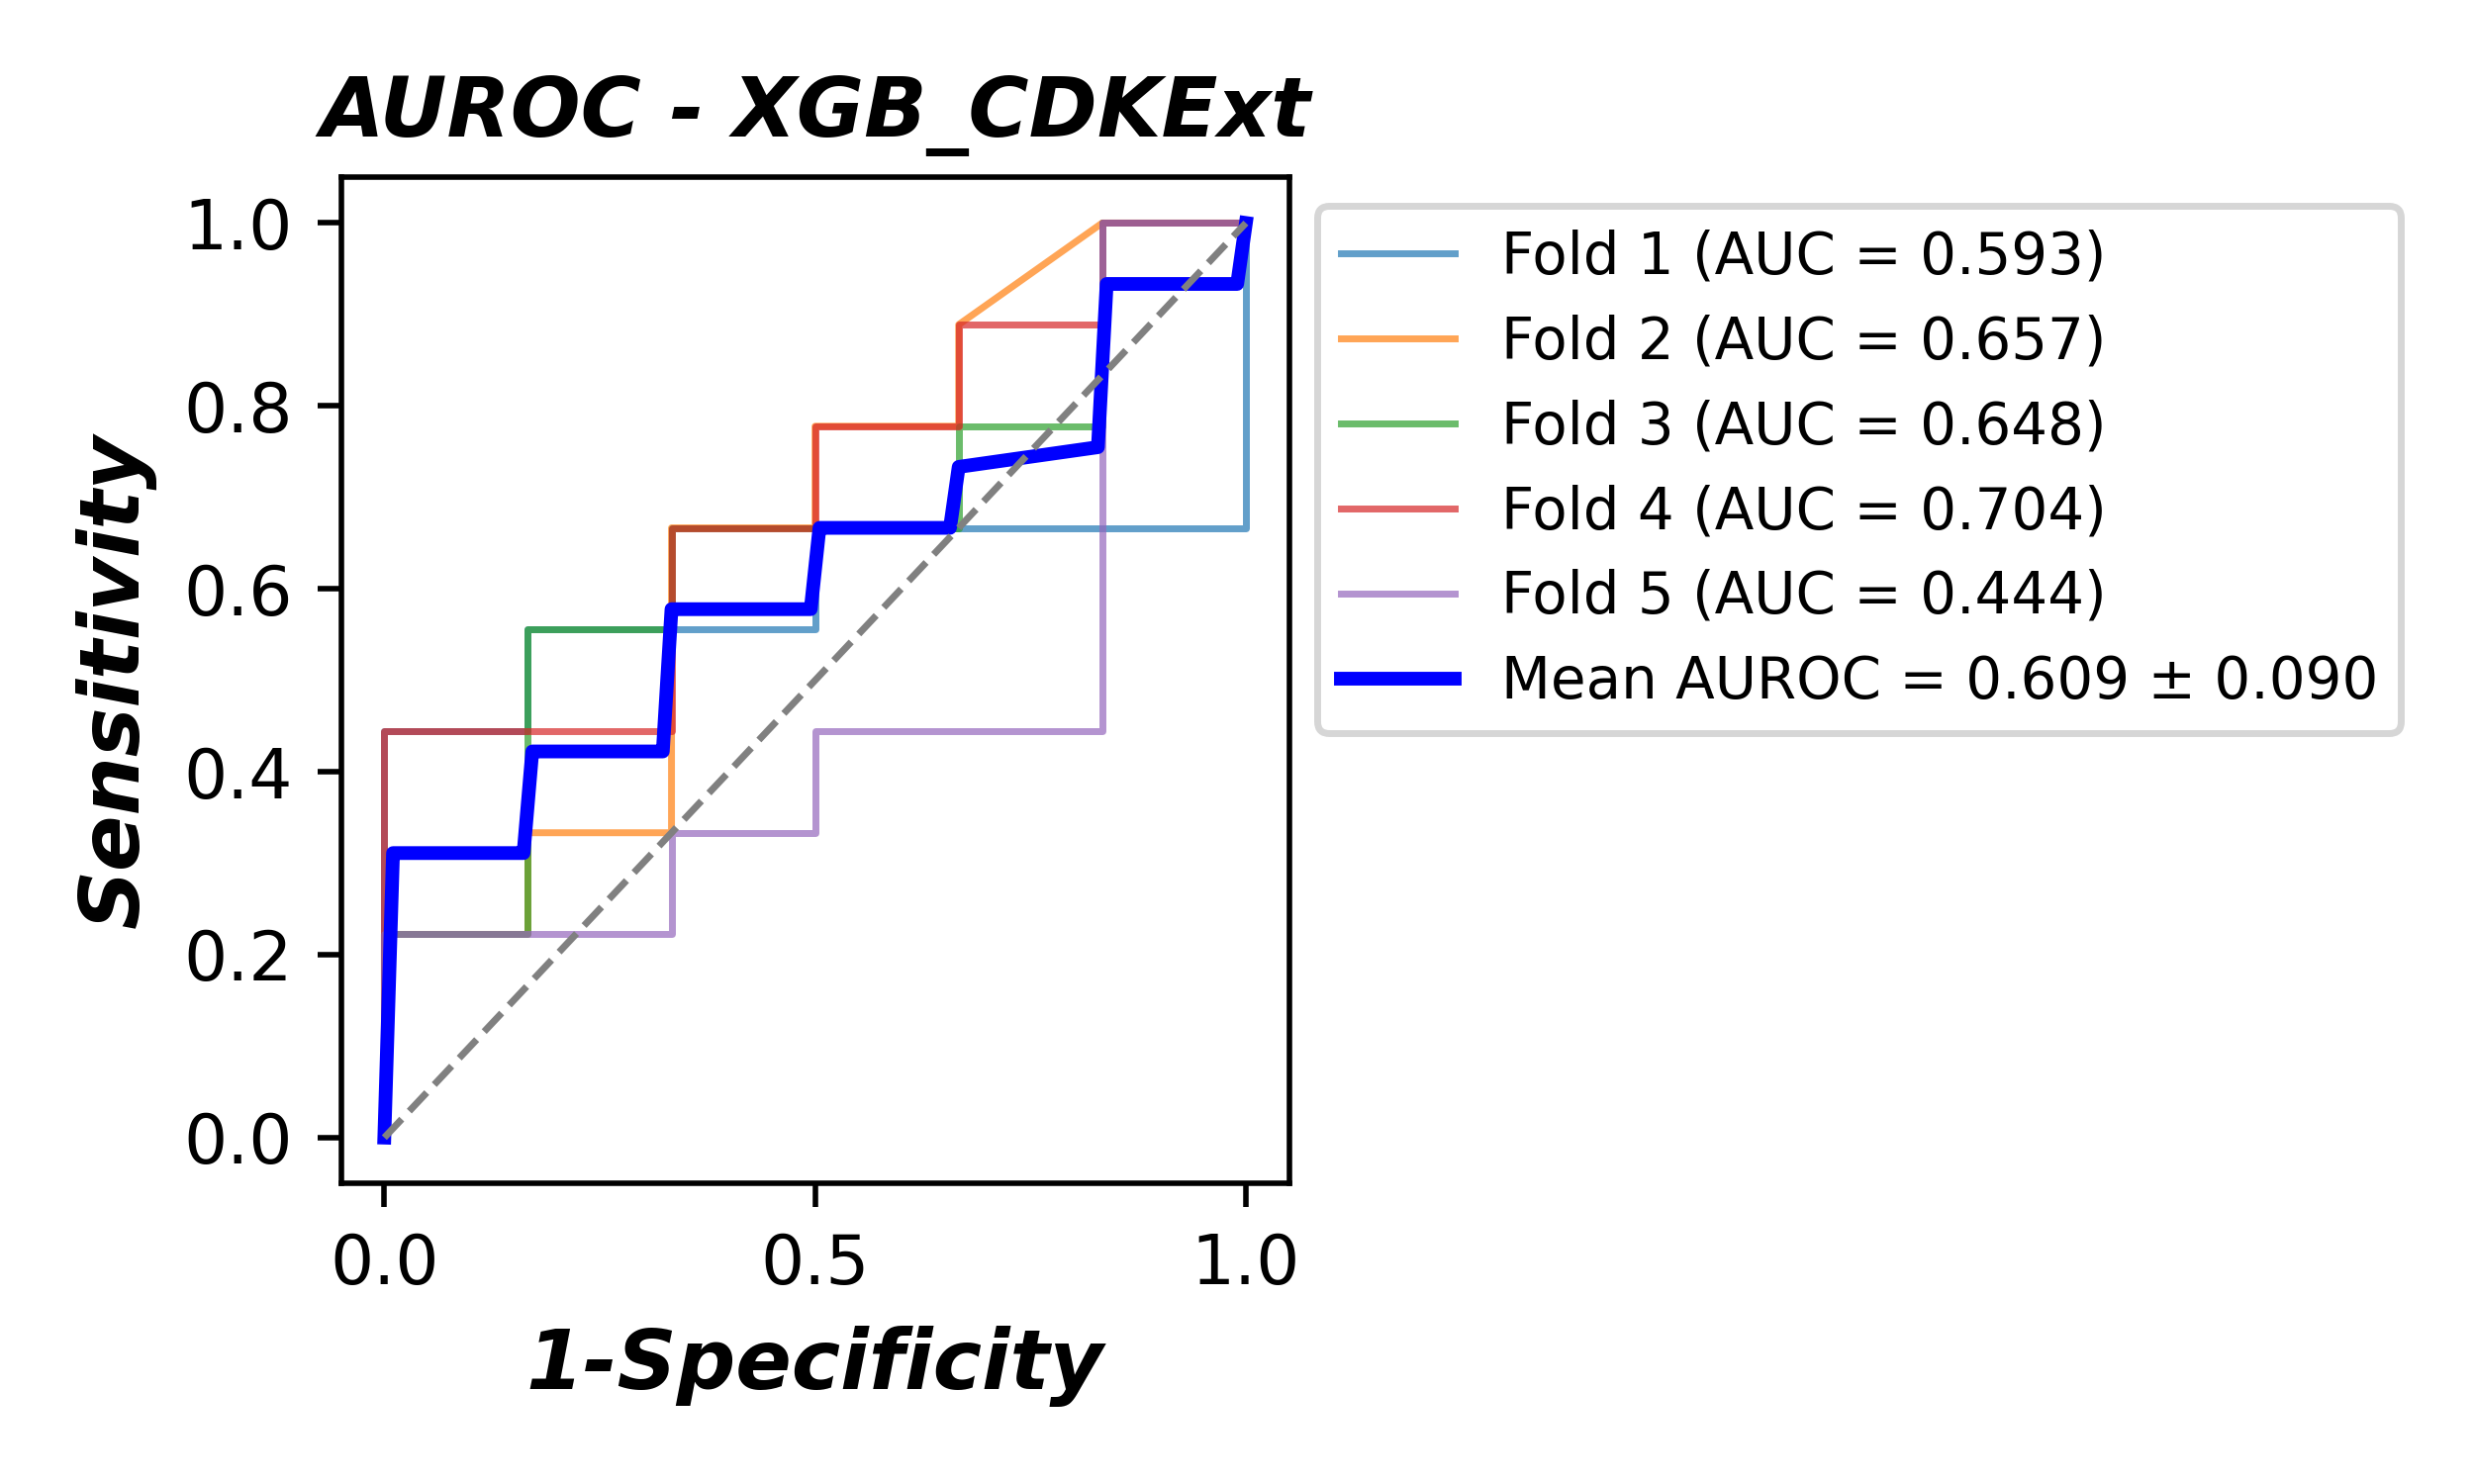 AUROC - XGB_CDKExt
Sensitivity
1.0
0.8
0.6
0.4
0.2
0.0
0.0 0.5 1.0
1-Specificity
Fold 1 (AUC = 0.593)
Fold 2 (AUC = 0.657)
Fold 3 (AUC = 0.648)
Fold 4 (AUC = 0.704)
Fold 5 (AUC = 0.444)
Mean AUROC = 0.609 ± 0.090